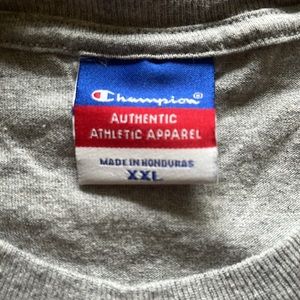 Champion®
AUTHENTIC
ATHLETIC APPAREL
MADE IN HONDURAS
XXL